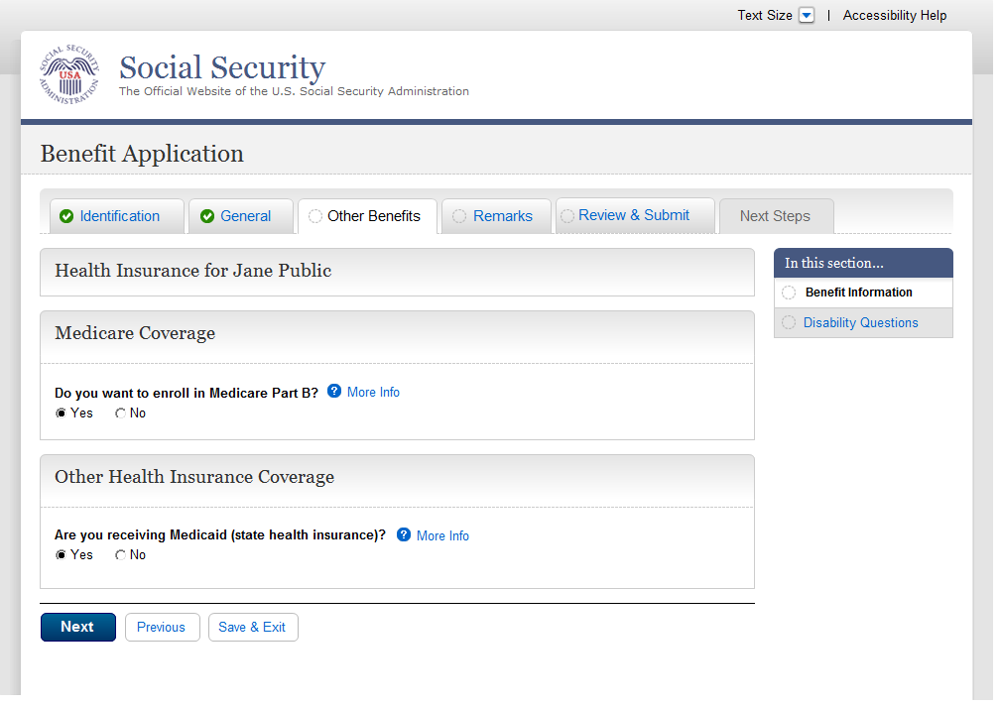 Text Size | Accessibility Help
SOCIAL SECURITY ADMINISTRATION
USA
Social Security
The Official Website of the U.S. Social Security Administration
Benefit Application
Identification General Other Benefits Remarks Review & Submit Next Steps
Health Insurance for Jane Public
In this section...
Benefit Information
Disability Questions
Medicare Coverage
Do you want to enroll in Medicare Part B? ? More Info
Yes No
Other Health Insurance Coverage
Are you receiving Medicaid (state health insurance)? ? More Info
Yes No
Next Previous Save & Exit